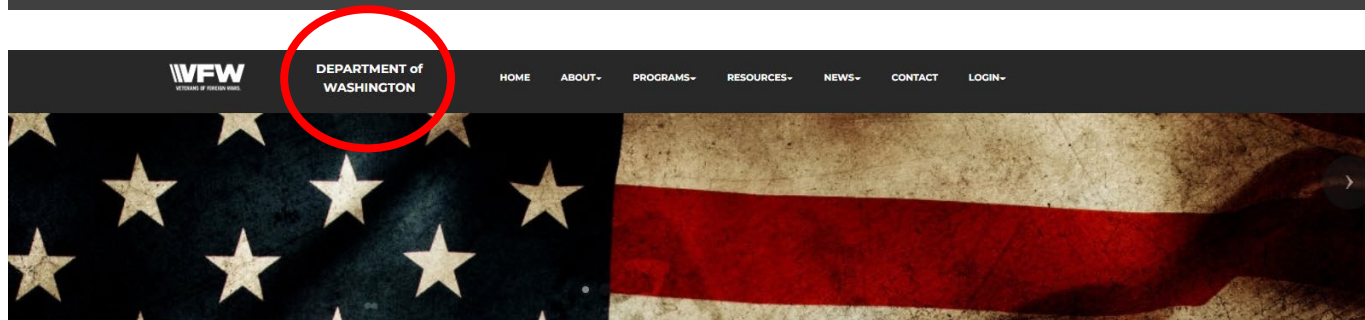 VFW
VETERANS OF FOREIGN WARS.
DEPARTMENT of
WASHINGTON
HOME ABOUT PROGRAMS RESOURCES NEWS CONTACT LOGIN